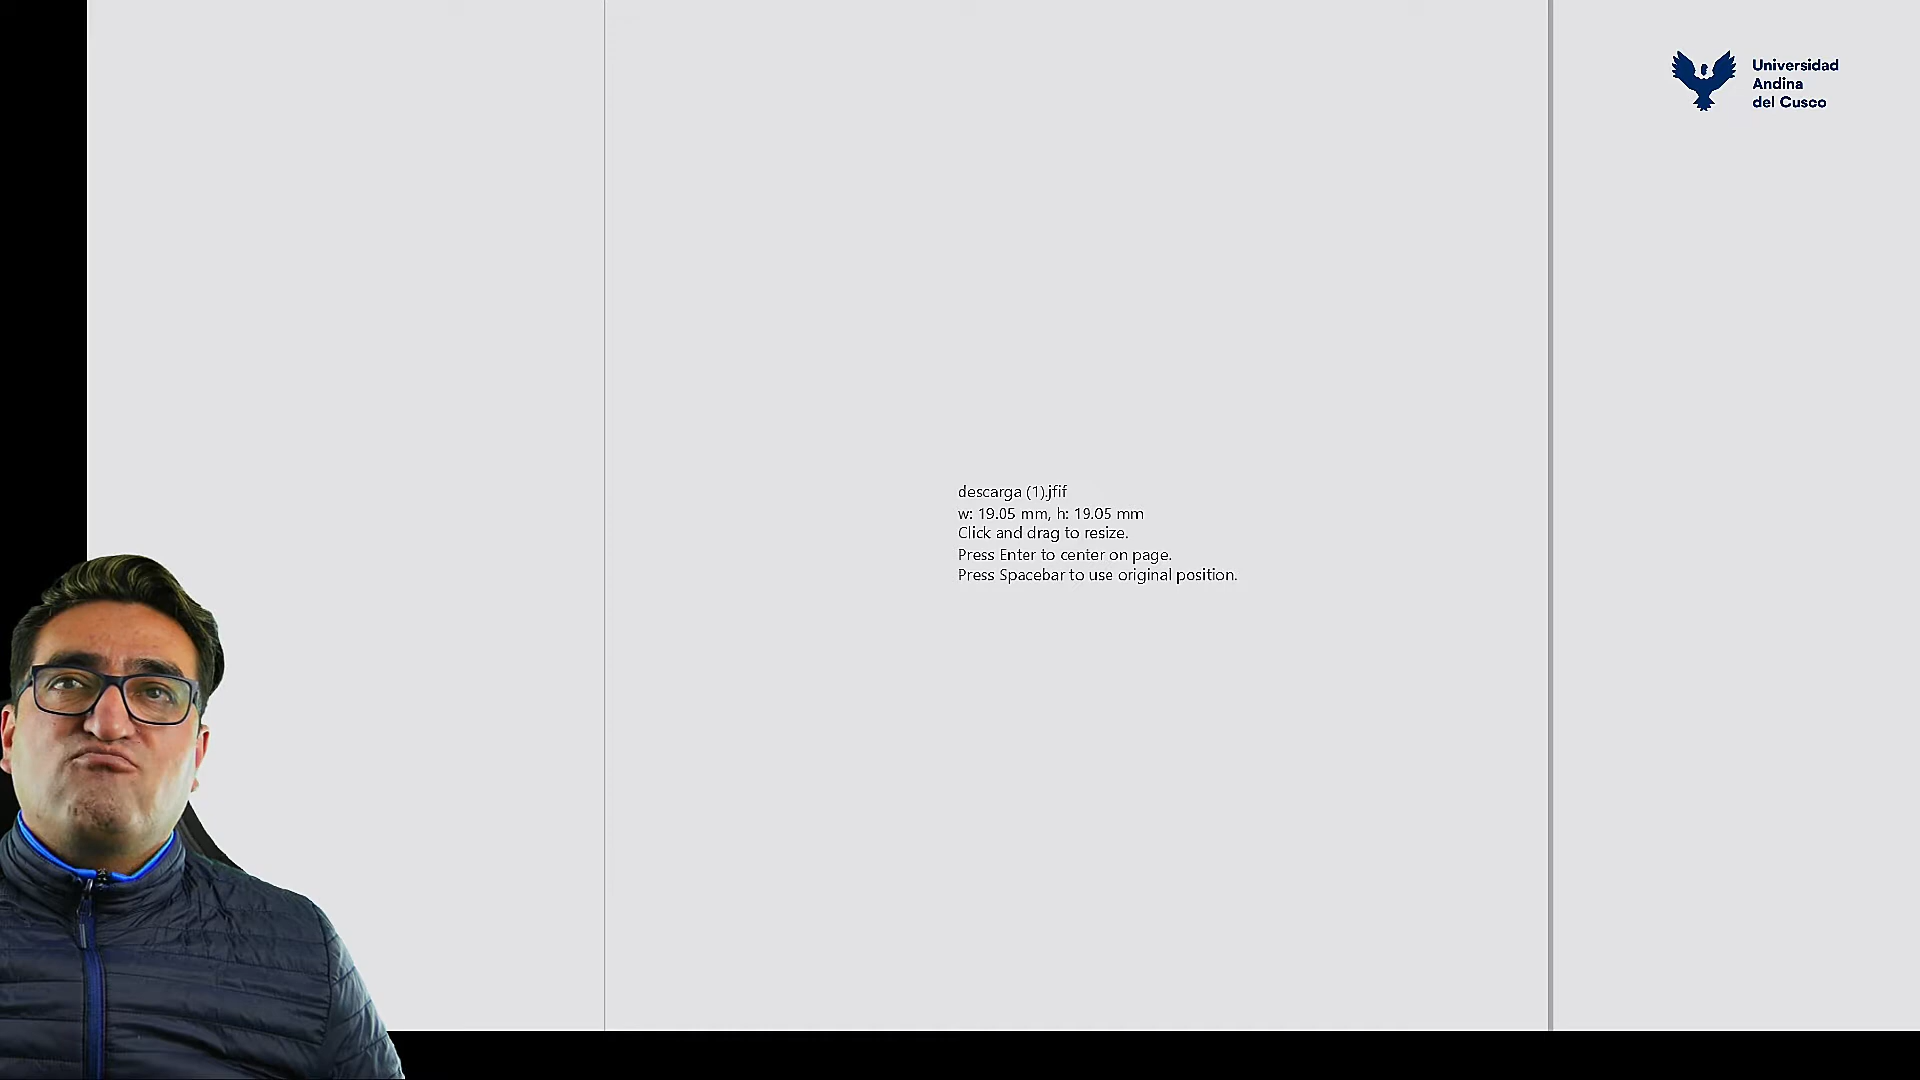 Universidad
Andina
del Cusco
descarga (1).jfif
w: 19.05 mm, h: 19.05 mm
Click and drag to resize.
Press Enter to center on page.
Press Spacebar to use original position.